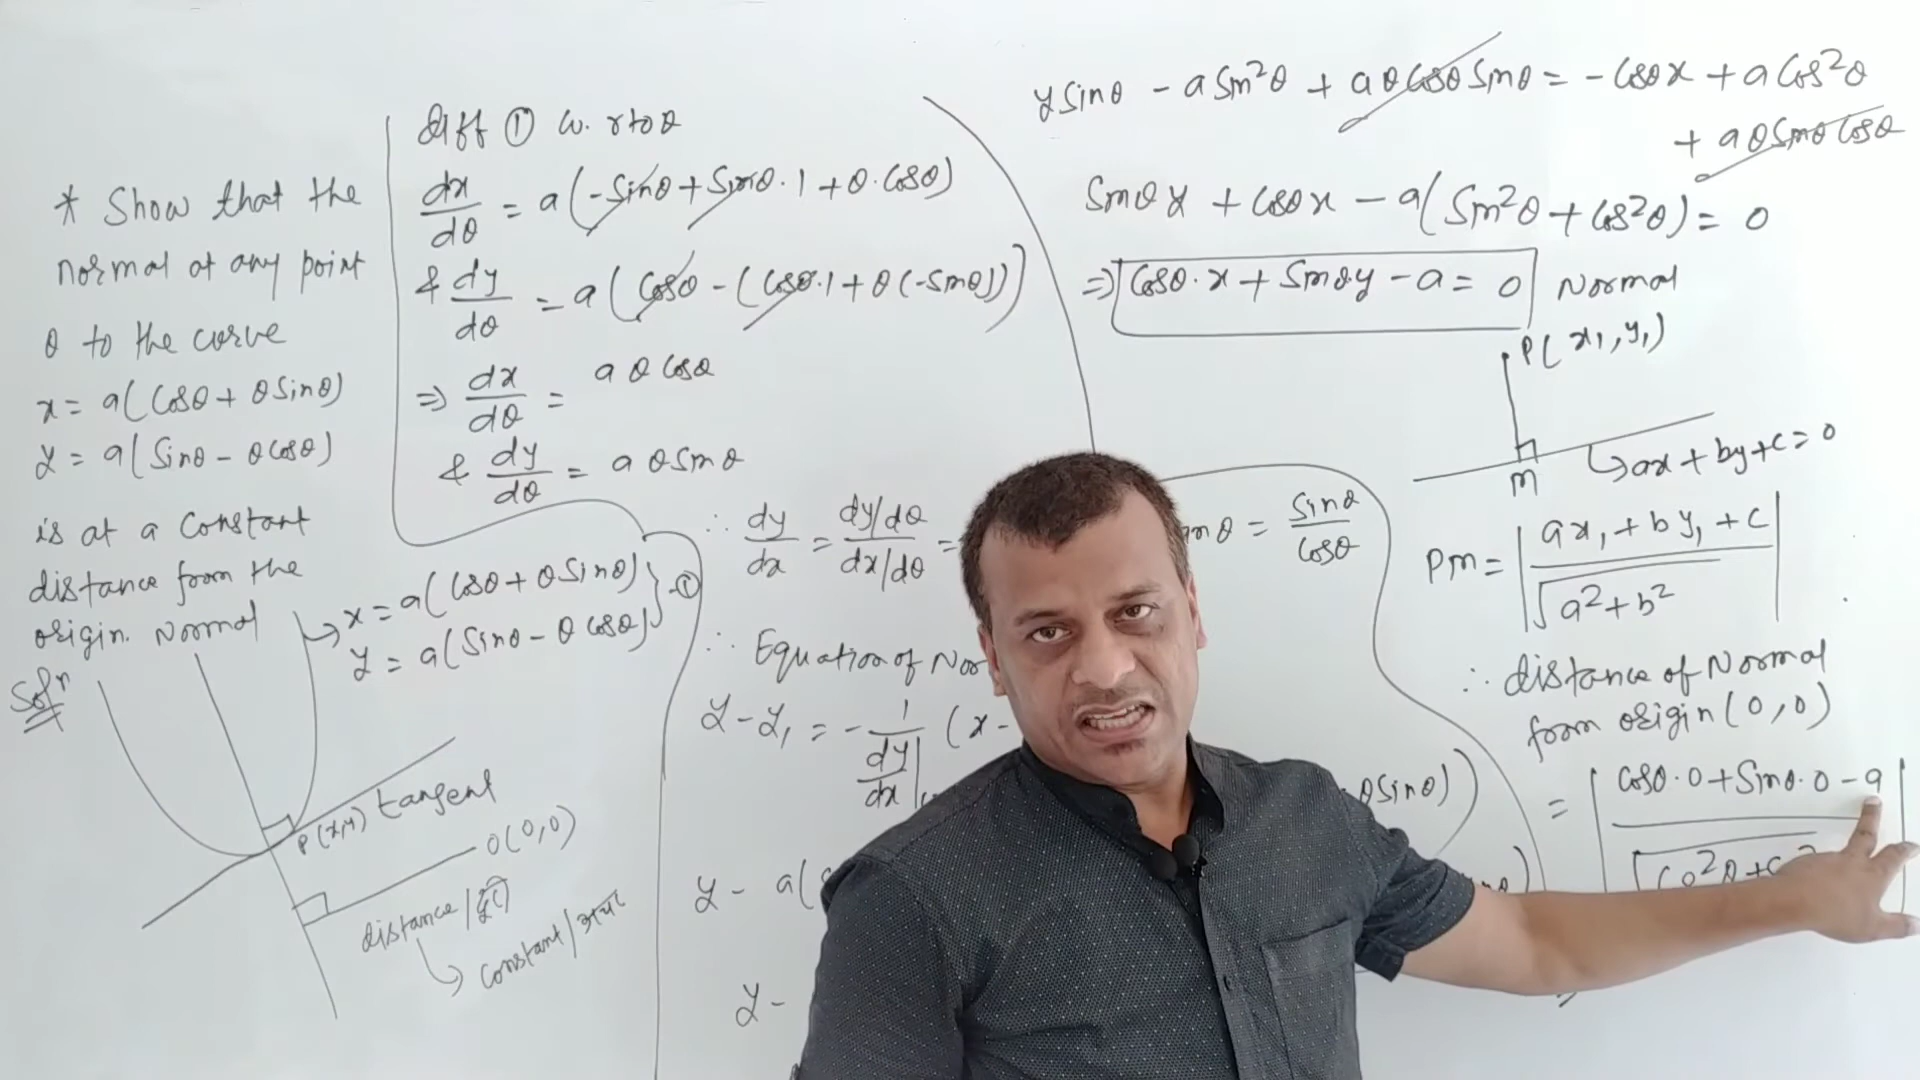 * Show that the
normal at any point
θ to the curve
x = a(Cosθ + θ Sinθ)
y = a(Sinθ - θ Cosθ)
is at a Constant
distance from the
origin. Normal
Solⁿ
x = a(Cosθ + θ Sinθ)
y = a(Sinθ - θ Cosθ) } - ①
P(x,y) tangent
O(0,0)
distance/दूरी
constant/अचर
diff ① w. r to θ
dx/dθ = a(-Sinθ + Sinθ·1 + θ·Cosθ)
& dy/dθ = a(Cosθ - (Cosθ·1 + θ(-Sinθ)))
⇒ dx/dθ = a θ Cosθ
& dy/dθ = a θ Sinθ
∴ dy/dx = (dy/dθ)/(dx/dθ) =
θ = Sinθ/Cosθ
∴ Equation of
y - y₁ = - 1/(dy/dx) (x -
θ Sinθ)
y - a(
y -
y Sinθ - a Sin²θ + a θ Cosθ Sinθ = - Cosθ x + a Cos²θ
+ a θ Sinθ Cosθ
Sinθ y + Cosθ x - a(Sin²θ + Cos²θ) = 0
⇒ Cosθ·x + Sinθ·y - a = 0 Normal
P(x₁, y₁)
M
ax + by + c = 0
PM = |(ax₁ + by₁ + c)/√(a² + b²)|
∴ distance of Normal
from origin (0,0)
= |Cosθ·0 + Sinθ·0 - a